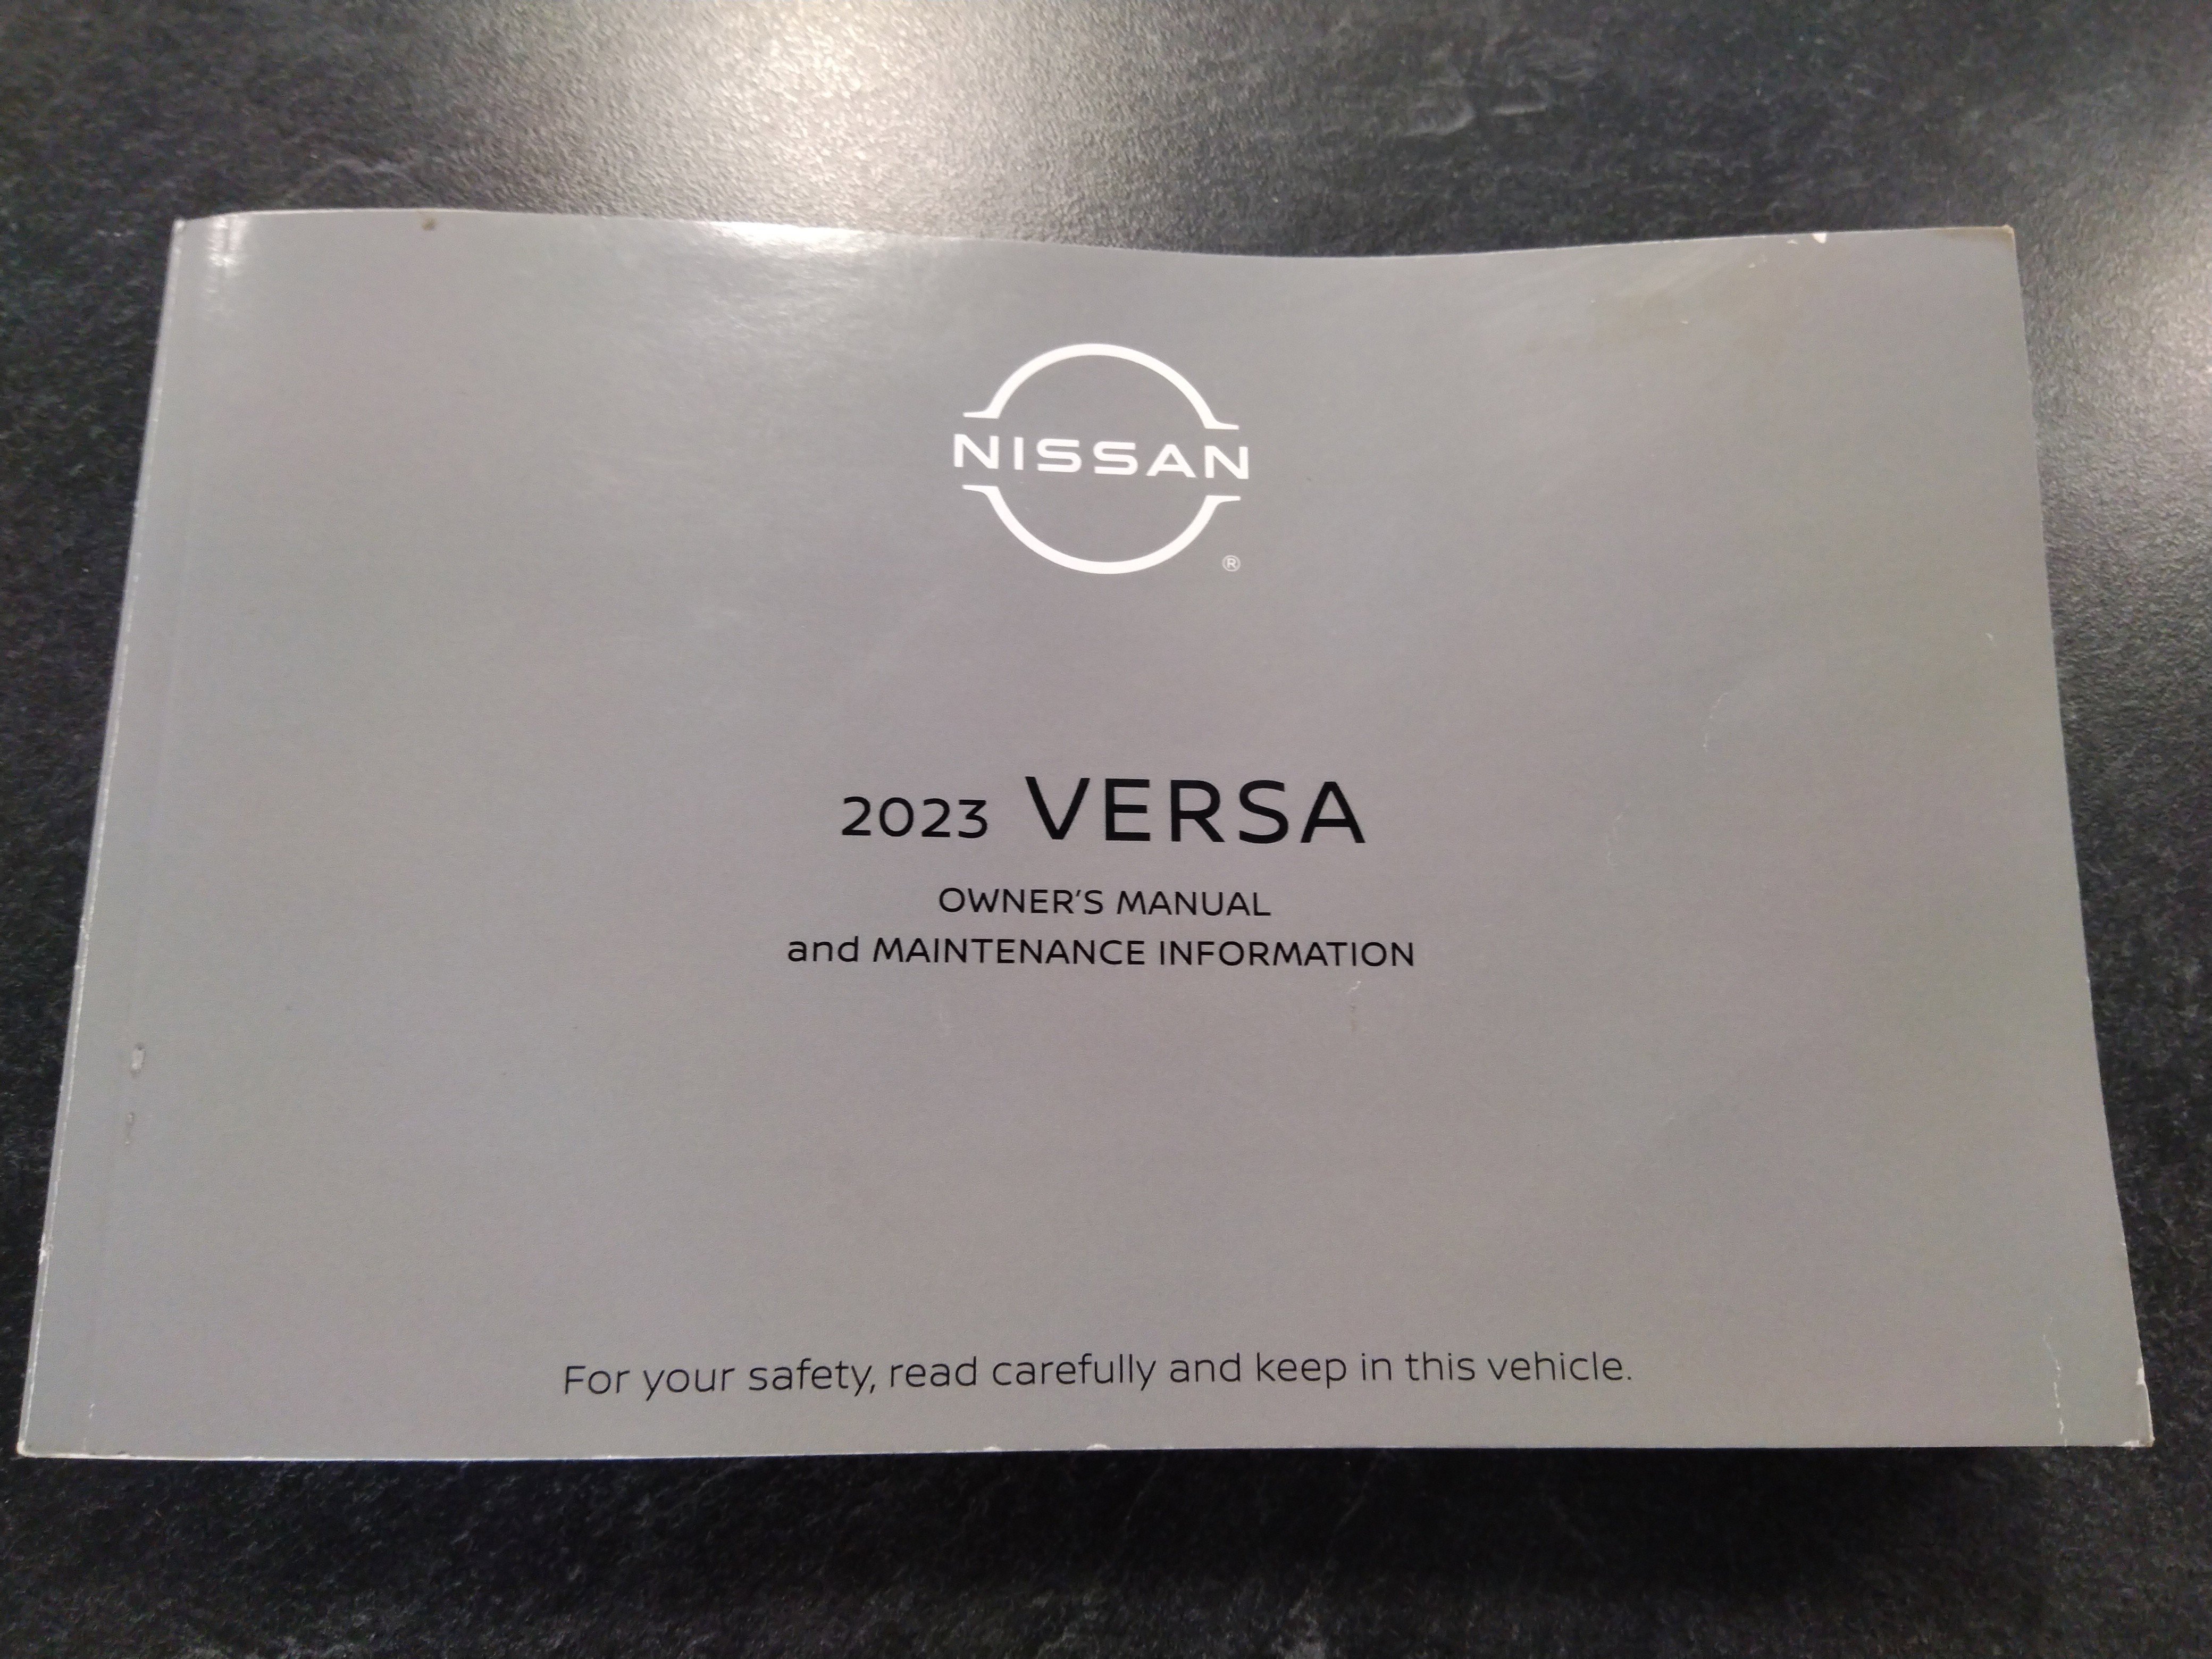 NISSAN
®
2023 VERSA
OWNER'S MANUAL
and MAINTENANCE INFORMATION
For your safety, read carefully and keep in this vehicle.